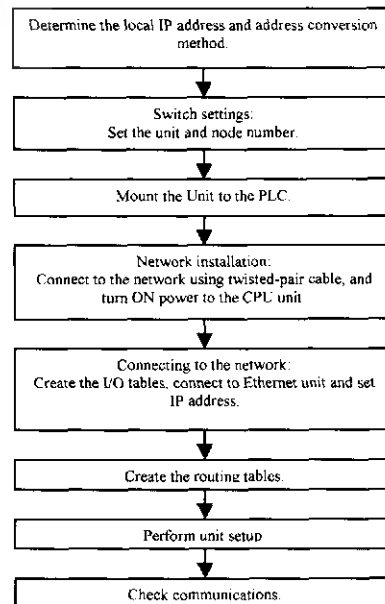 Determine the local IP address and address conversion
method.
Switch settings:
Set the unit and node number.
Mount the Unit to the PLC.
Network installation:
Connect to the network using twisted-pair cable, and
turn ON power to the CPU unit
Connecting to the network:
Create the I/O tables, connect to Ethernet unit and set
IP address.
Create the routing tables.
Perform unit setup
Check communications.